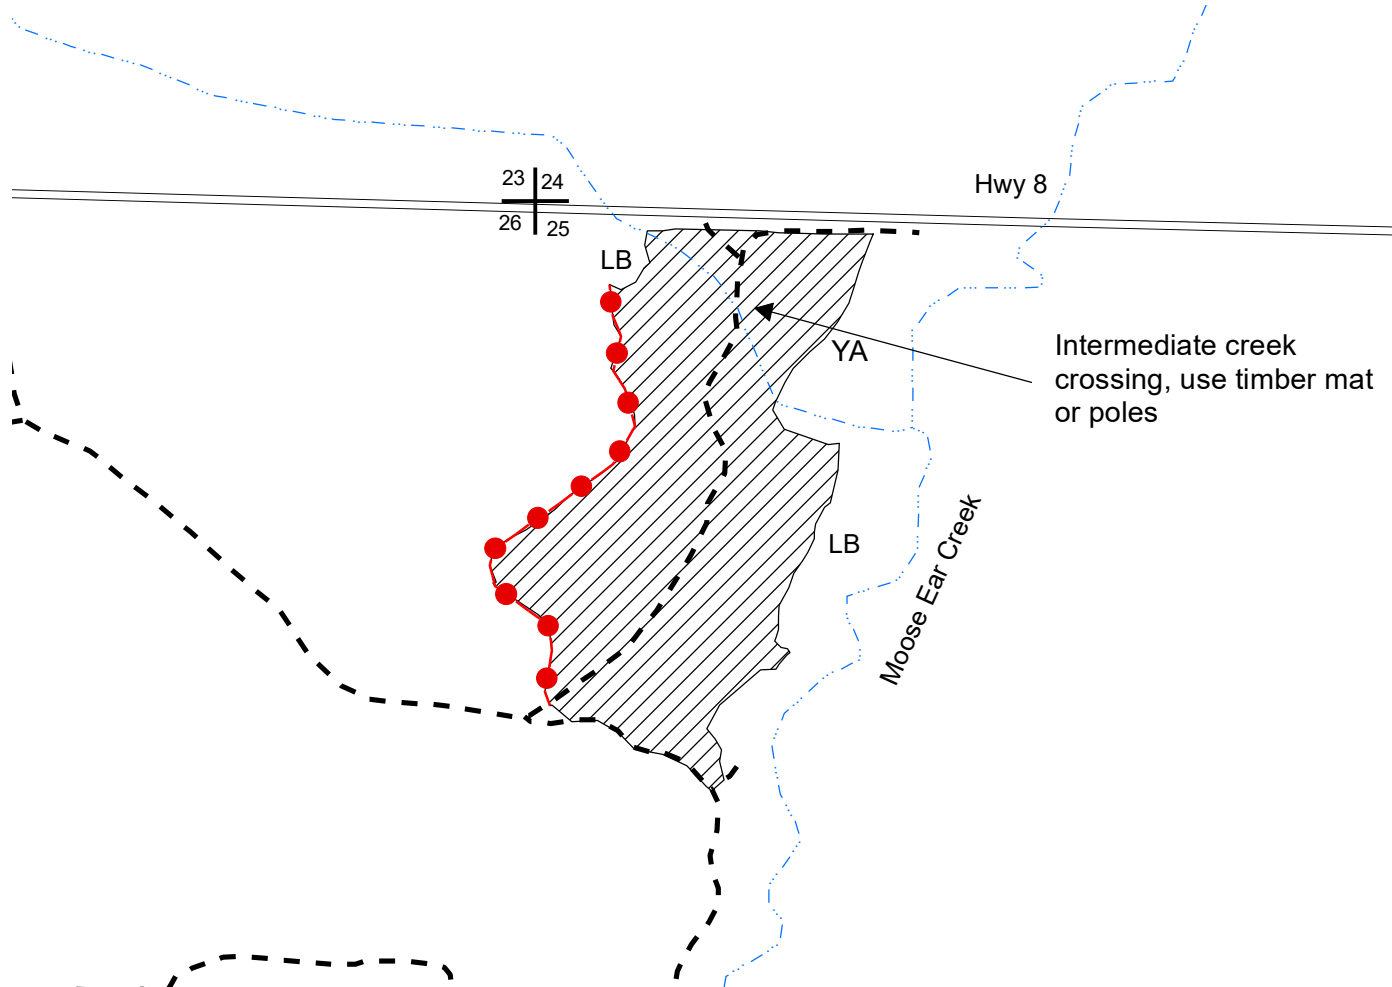 23 24
26 25
Hwy 8
LB
YA
Intermediate creek
crossing, use timber mat
or poles
LB
Moose Ear Creek